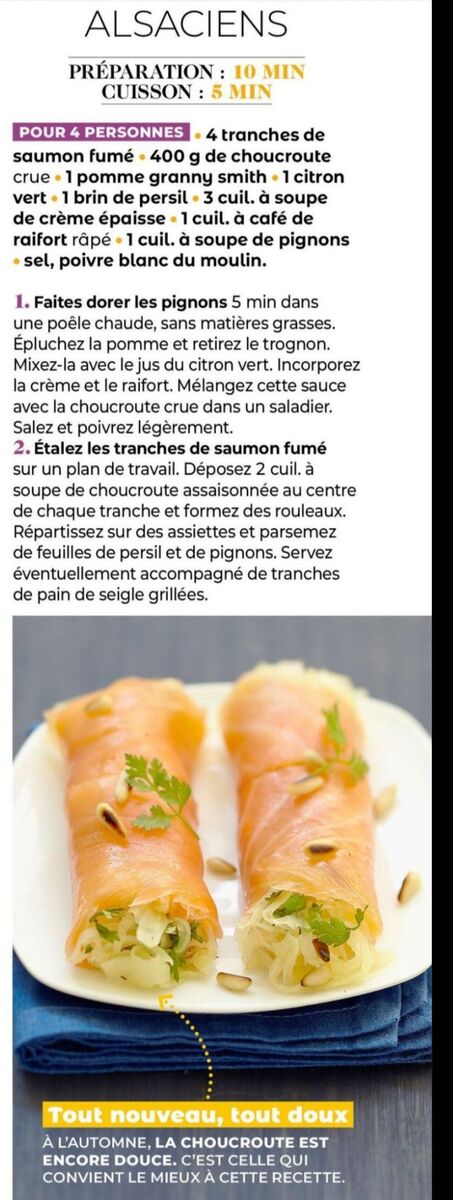 ALSACIENS
PRÉPARATION : 10 MIN
CUISSON : 5 MIN
POUR 4 PERSONNES • 4 tranches de
saumon fumé • 400 g de choucroute
crue • 1 pomme granny smith • 1 citron
vert • 1 brin de persil • 3 cuil. à soupe
de crème épaisse • 1 cuil. à café de
raifort râpé • 1 cuil. à soupe de pignons
• sel, poivre blanc du moulin.
1. Faites dorer les pignons 5 min dans
une poêle chaude, sans matières grasses.
Épluchez la pomme et retirez le trognon.
Mixez-la avec le jus du citron vert. Incorporez
la crème et le raifort. Mélangez cette sauce
avec la choucroute crue dans un saladier.
Salez et poivrez légèrement.
2. Étalez les tranches de saumon fumé
sur un plan de travail. Déposez 2 cuil. à
soupe de choucroute assaisonnée au centre
de chaque tranche et formez des rouleaux.
Répartissez sur des assiettes et parsemez
de feuilles de persil et de pignons. Servez
éventuellement accompagné de tranches
de pain de seigle grillées.
Tout nouveau, tout doux
À L'AUTOMNE, LA CHOUCROUTE EST
ENCORE DOUCE. C'EST CELLE QUI
CONVIENT LE MIEUX À CETTE RECETTE.